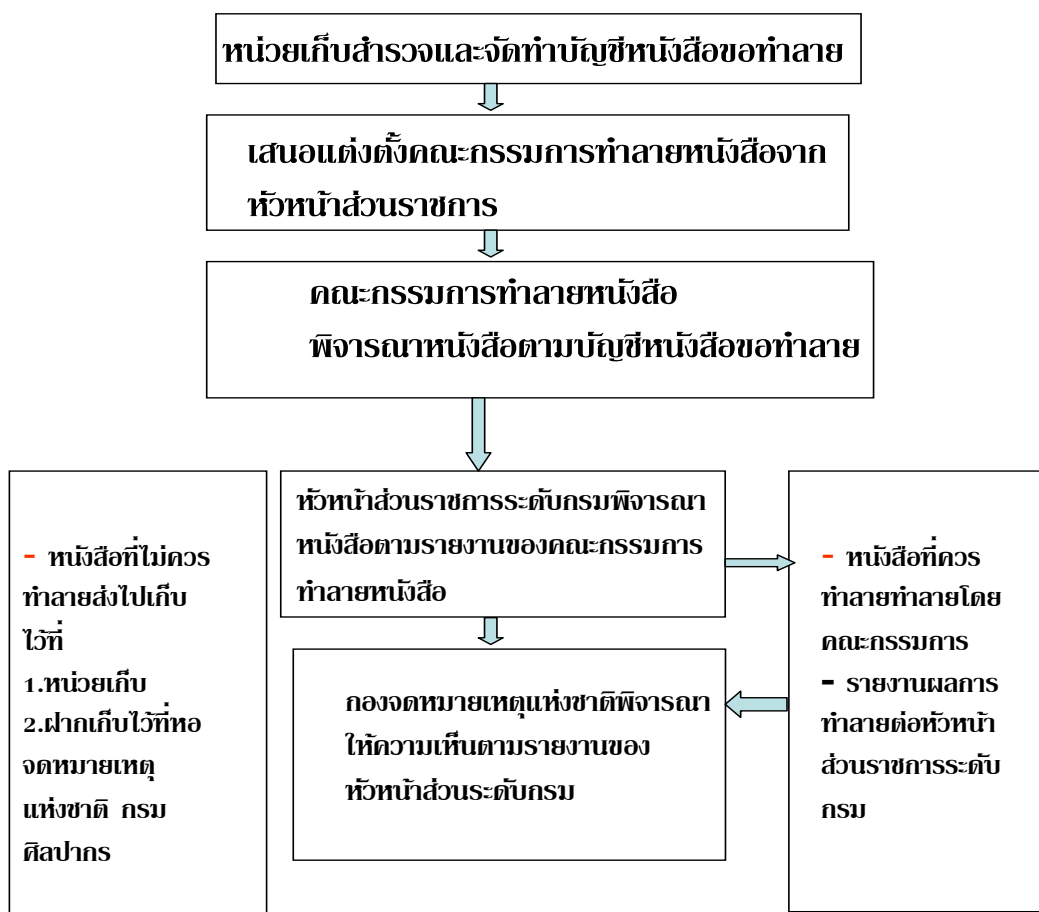 หน่วยเก็บสำรวจและจัดทำบัญชีหนังสือขอทำลาย
เสนอแต่งตั้งคณะกรรมการทำลายหนังสือจาก
หัวหน้าส่วนราชการ
คณะกรรมการทำลายหนังสือ
พิจารณาหนังสือตามบัญชีหนังสือขอทำลาย
- หนังสือที่ไม่ควร
ทำลายส่งไปเก็บ
ไว้ที่
1.หน่วยเก็บ
2.ฝากเก็บไว้ที่หอ
จดหมายเหตุ
แห่งชาติ กรม
ศิลปากร
หัวหน้าส่วนราชการระดับกรมพิจารณา
หนังสือตามรายงานของคณะกรรมการ
ทำลายหนังสือ
กองจดหมายเหตุแห่งชาติพิจารณา
ให้ความเห็นตามรายงานของ
หัวหน้าส่วนระดับกรม
- หนังสือที่ควร
ทำลายทำลายโดย
คณะกรรมการ
- รายงานผลการ
ทำลายต่อหัวหน้า
ส่วนราชการระดับ
กรม